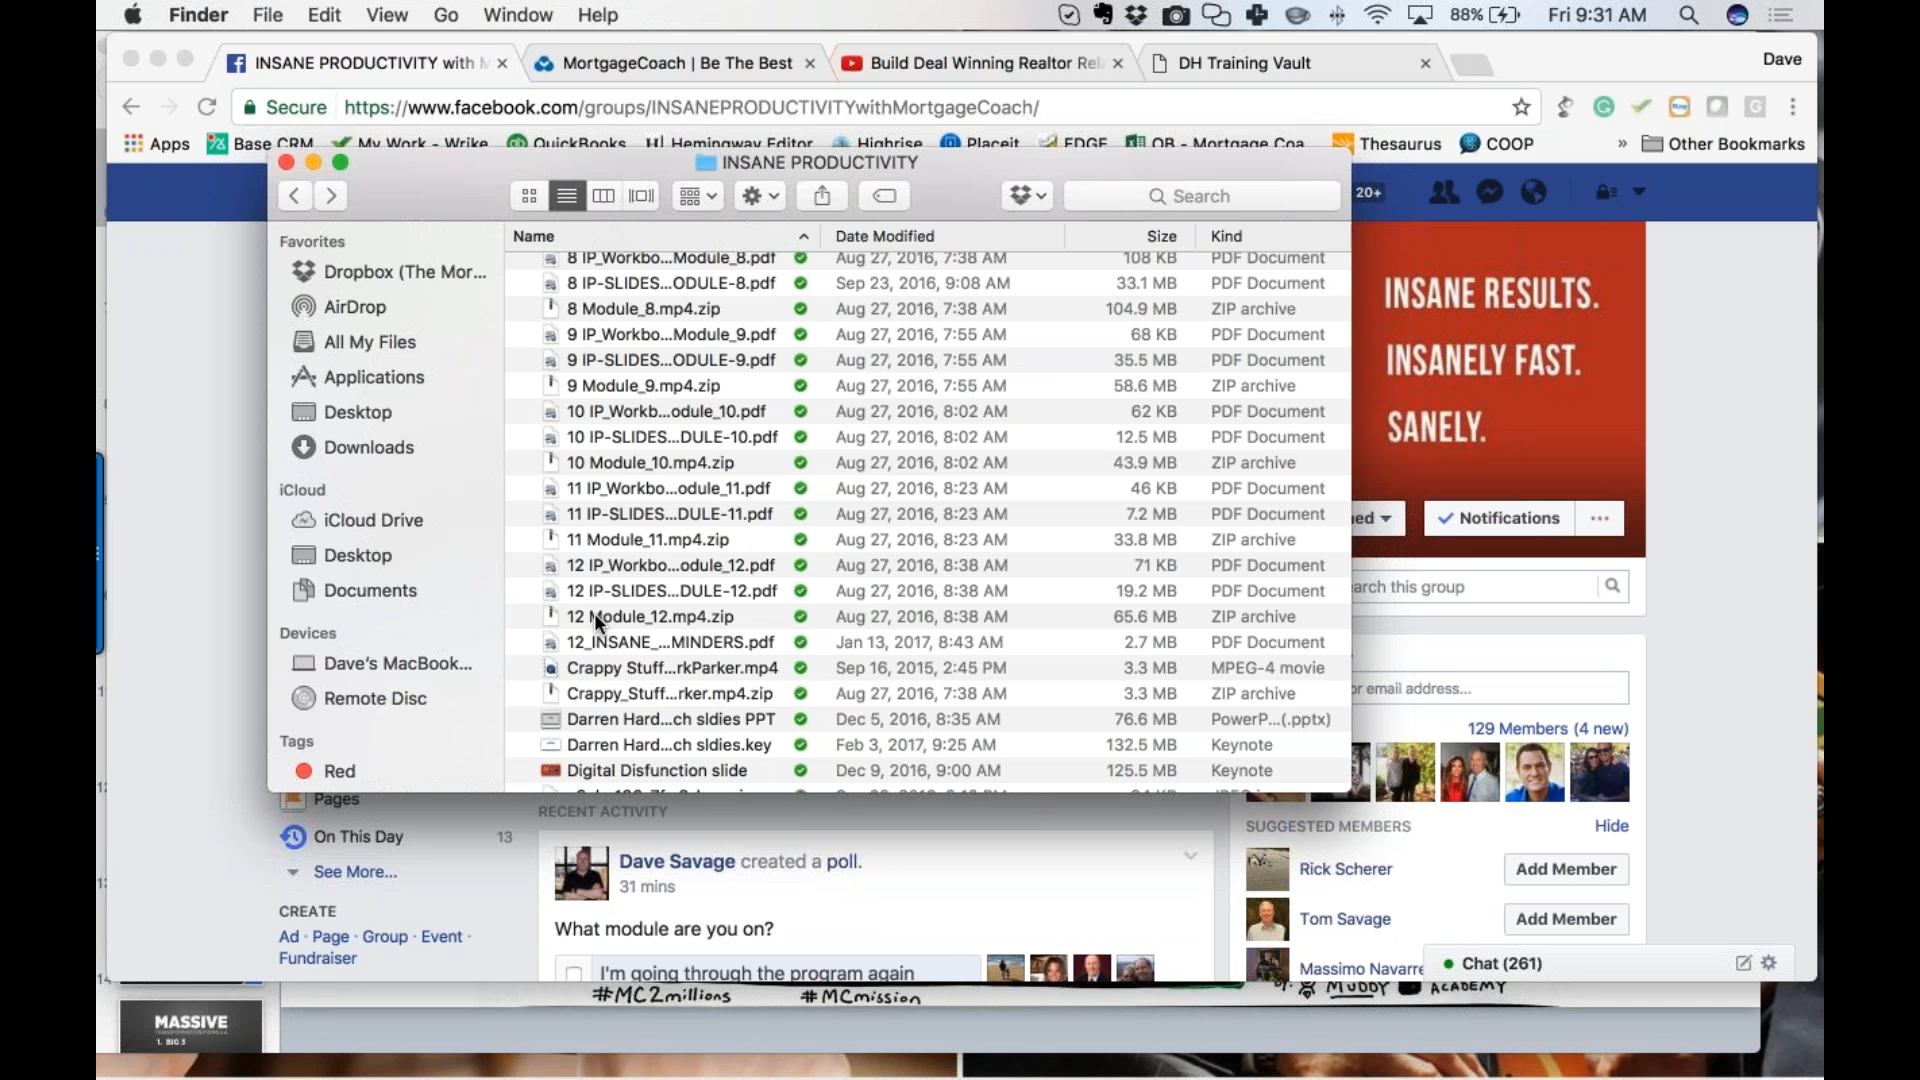 Finder File Edit View Go Window Help 88% Fri 9:31 AM
INSANE PRODUCTIVITY with M MortgageCoach | Be The Best Build Deal Winning Realtor Rel DH Training Vault Dave
Secure https://www.facebook.com/groups/INSANEPRODUCTIVITYwithMortgageCoach/
Apps Base CRM My Work - Wrike QuickBooks Hemingway Editor Highrise Placeit EDGE OB - Mortgage Coa Thesaurus COOP » Other Bookmarks
INSANE PRODUCTIVITY
Search
20+
Favorites
Dropbox (The Mor...
AirDrop
All My Files
Applications
Desktop
Downloads
iCloud
iCloud Drive
Desktop
Documents
Devices
Dave's MacBook...
Remote Disc
Tags
Red
Name Date Modified Size Kind
8 IP_Workbo...Module_8.pdf Aug 27, 2016, 7:38 AM 108 KB PDF Document
8 IP-SLIDES...ODULE-8.pdf Sep 23, 2016, 9:08 AM 33.1 MB PDF Document
8 Module_8.mp4.zip Aug 27, 2016, 7:38 AM 104.9 MB ZIP archive
9 IP_Workbo...Module_9.pdf Aug 27, 2016, 7:55 AM 68 KB PDF Document
9 IP-SLIDES...ODULE-9.pdf Aug 27, 2016, 7:55 AM 35.5 MB PDF Document
9 Module_9.mp4.zip Aug 27, 2016, 7:55 AM 58.6 MB ZIP archive
10 IP_Workb...odule_10.pdf Aug 27, 2016, 8:02 AM 62 KB PDF Document
10 IP-SLIDES...DULE-10.pdf Aug 27, 2016, 8:02 AM 12.5 MB PDF Document
10 Module_10.mp4.zip Aug 27, 2016, 8:02 AM 43.9 MB ZIP archive
11 IP_Workbo...odule_11.pdf Aug 27, 2016, 8:23 AM 46 KB PDF Document
11 IP-SLIDES...DULE-11.pdf Aug 27, 2016, 8:23 AM 7.2 MB PDF Document
11 Module_11.mp4.zip Aug 27, 2016, 8:23 AM 33.8 MB ZIP archive
12 IP_Workbo...odule_12.pdf Aug 27, 2016, 8:38 AM 71 KB PDF Document
12 IP-SLIDES...DULE-12.pdf Aug 27, 2016, 8:38 AM 19.2 MB PDF Document
12 Module_12.mp4.zip Aug 27, 2016, 8:38 AM 65.6 MB ZIP archive
12_INSANE_...MINDERS.pdf Jan 13, 2017, 8:43 AM 2.7 MB PDF Document
Crappy Stuff...rkParker.mp4 Sep 16, 2015, 2:45 PM 3.3 MB MPEG-4 movie
Crappy_Stuff...rker.mp4.zip Aug 27, 2016, 7:38 AM 3.3 MB ZIP archive
Darren Hard...ch sldies PPT Dec 5, 2016, 8:35 AM 76.6 MB PowerP...(.pptx)
Darren Hard...ch sldies.key Feb 3, 2017, 9:25 AM 132.5 MB Keynote
Digital Disfunction slide Dec 9, 2016, 9:00 AM 125.5 MB Keynote
INSANE RESULTS.
INSANELY FAST.
SANELY.
ned Notifications ...
arch this group
or email address...
129 Members (4 new)
SUGGESTED MEMBERS Hide
Rick Scherer Add Member
Tom Savage Add Member
Massimo Navarre
Chat (261)
Pages
On This Day 13
See More...
CREATE
Ad · Page · Group · Event ·
Fundraiser
RECENT ACTIVITY
Dave Savage created a poll.
31 mins
What module are you on?
I'm going through the program again
#MC2millions #MCmission
MUDDY ACADEMY
MASSIVE
1. BIG 3